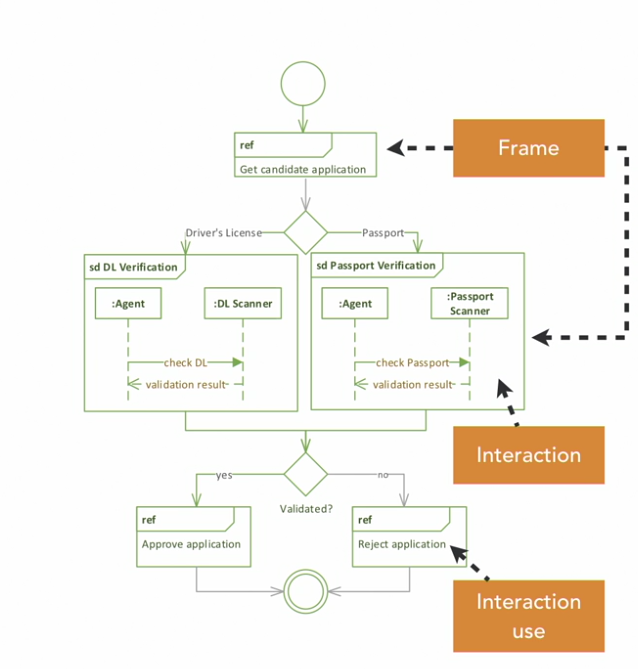 ref
Frame
Get candidate application
Driver's License
Passport
sd DL Verification
sd Passport Verification
:Agent
:DL Scanner
:Agent
:Passport
Scanner
check DL
check Passport
validation result
validation result
Interaction
yes
no
Validated?
ref
ref
Approve application
Reject application
Interaction
use